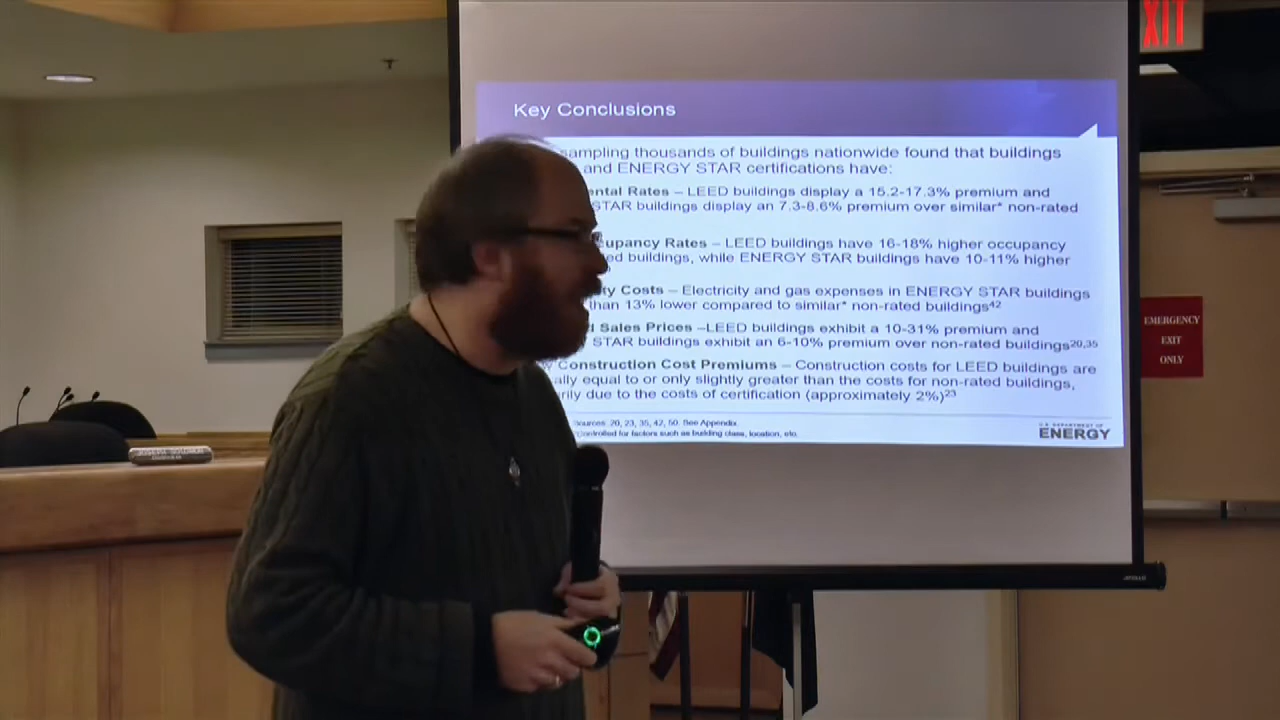 XIT
Key Conclusions
sampling thousands of buildings nationwide found that buildings
and ENERGY STAR certifications have:
ental Rates – LEED buildings display a 15.2-17.3% premium and
STAR buildings display an 7.3-8.6% premium over similar* non-rated
upancy Rates – LEED buildings have 16-18% higher occupancy
ed buildings, while ENERGY STAR buildings have 10-11% higher
ty Costs – Electricity and gas expenses in ENERGY STAR buildings
than 13% lower compared to similar* non-rated buildings42
l Sales Prices –LEED buildings exhibit a 10-31% premium and
STAR buildings exhibit an 6-10% premium over non-rated buildings20,35
Construction Cost Premiums – Construction costs for LEED buildings are
ally equal to or only slightly greater than the costs for non-rated buildings,
rily due to the costs of certification (approximately 2%)23
Sources: 20, 23, 35, 42, 50. See Appendix.
*Controlled for factors such as building class, location, etc.
U.S. DEPARTMENT OF
ENERGY
EMERGENCY
EXIT
ONLY
APOLLO